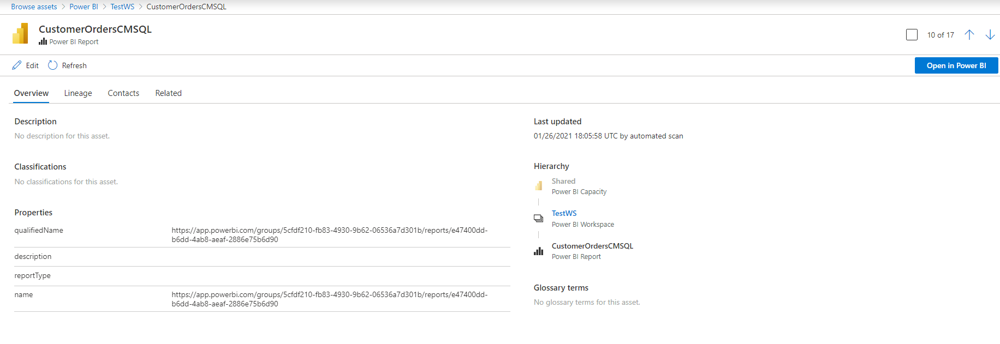 Browse assets > Power BI > TestWS > CustomerOrdersCMSQL
CustomerOrdersCMSQL
Power BI Report
10 of 17
Edit Refresh
Open in Power BI
Overview Lineage Contacts Related
Description
No description for this asset.
Classifications
No classifications for this asset.
Properties
qualifiedName
https://app.powerbi.com/groups/5cfdf210-fb83-4930-9b62-06536a7d301b/reports/e47400dd-
b6dd-4ab8-aeaf-2886e75b6d90
description
reportType
name
https://app.powerbi.com/groups/5cfdf210-fb83-4930-9b62-06536a7d301b/reports/e47400dd-
b6dd-4ab8-aeaf-2886e75b6d90
Last updated
01/26/2021 18:05:58 UTC by automated scan
Hierarchy
Shared
Power BI Capacity
TestWS
Power BI Workspace
CustomerOrdersCMSQL
Power BI Report
Glossary terms
No glossary terms for this asset.